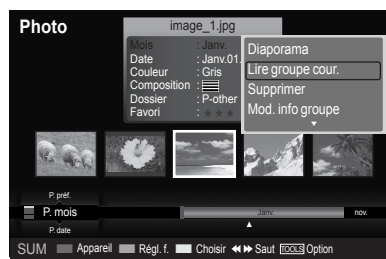 Photo
image_1.jpg
Mois : Janv.
Date : Janv.01.
Couleur : Gris
Composition :
Dossier : P-other
Favori : ★★★
Diaporama
Lire groupe cour.
Supprimer
Mod. info groupe
P. préf.
P. mois
Janv.
nov.
P. date
SUM Appareil Régl. f. Choisir Saut TOOLS Option